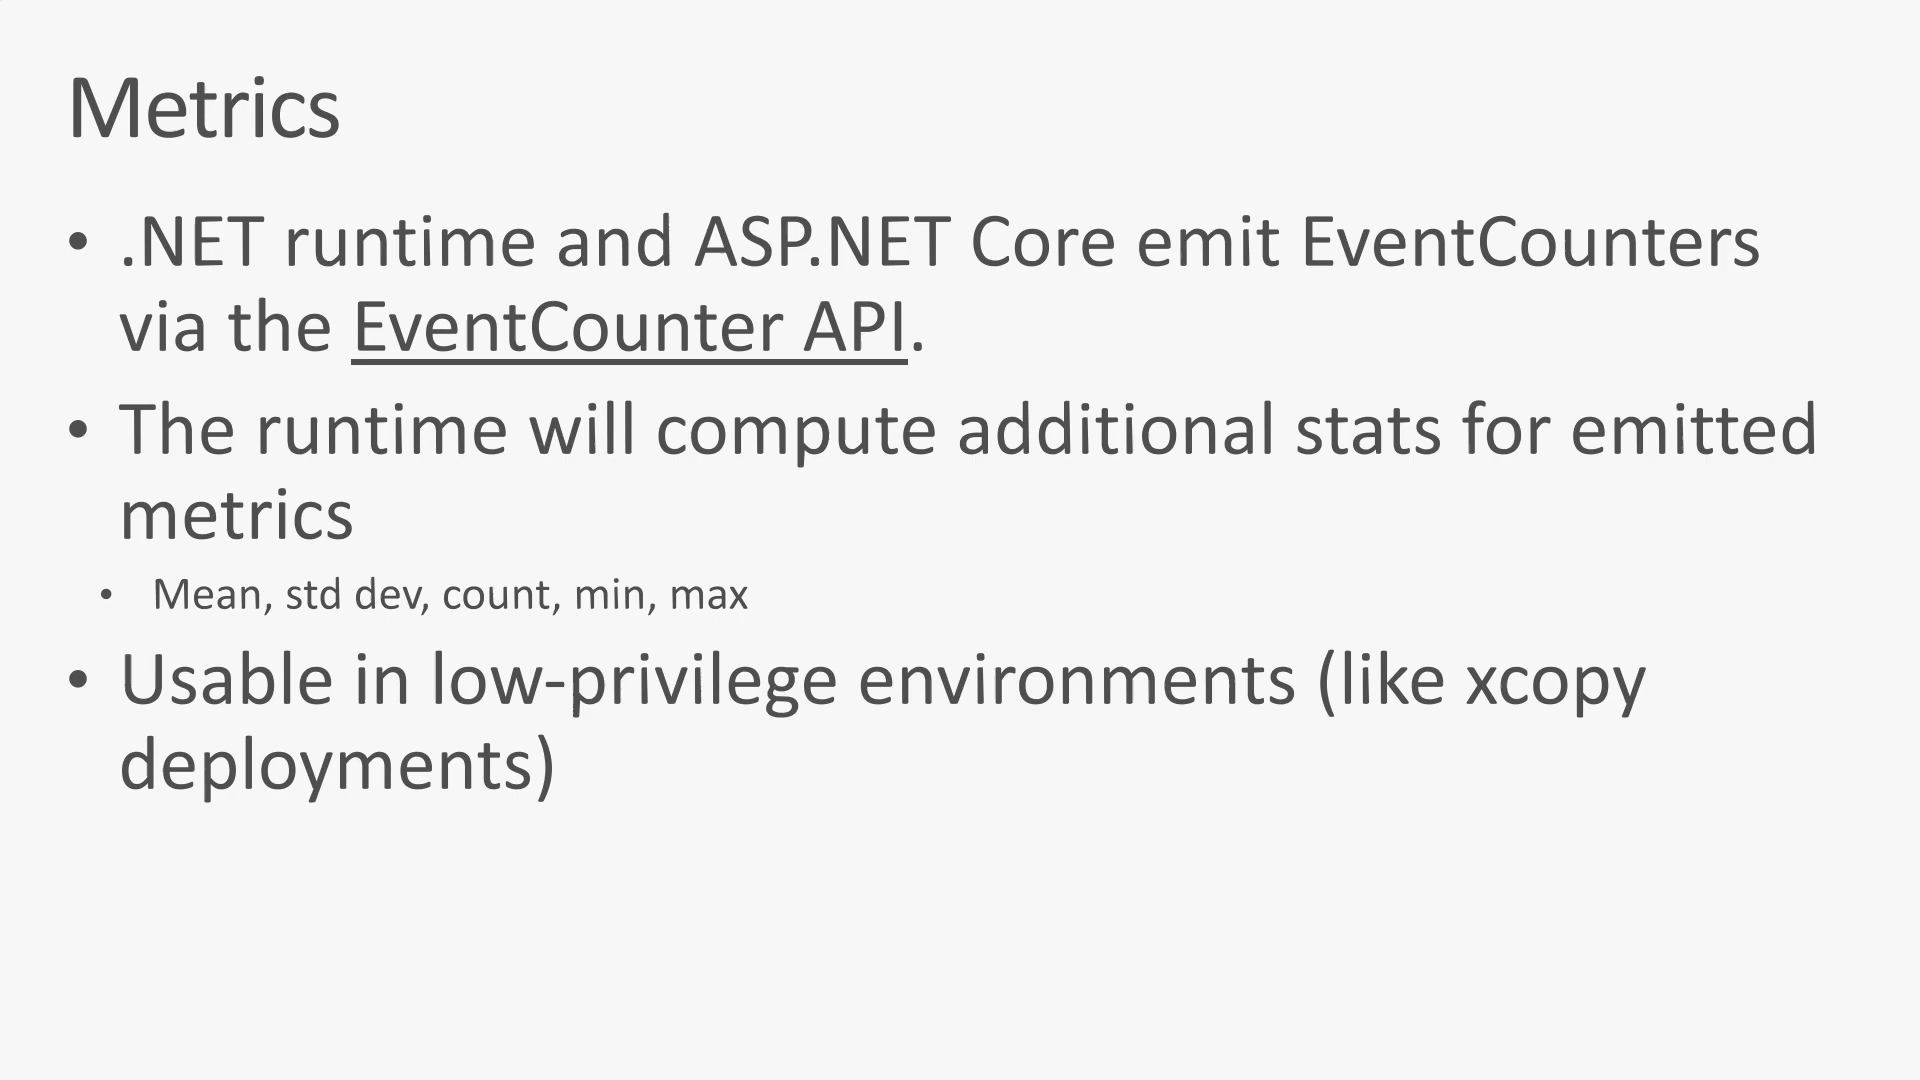 Metrics
• .NET runtime and ASP.NET Core emit EventCounters
via the EventCounter API.
• The runtime will compute additional stats for emitted
metrics
• Mean, std dev, count, min, max
• Usable in low-privilege environments (like xcopy
deployments)